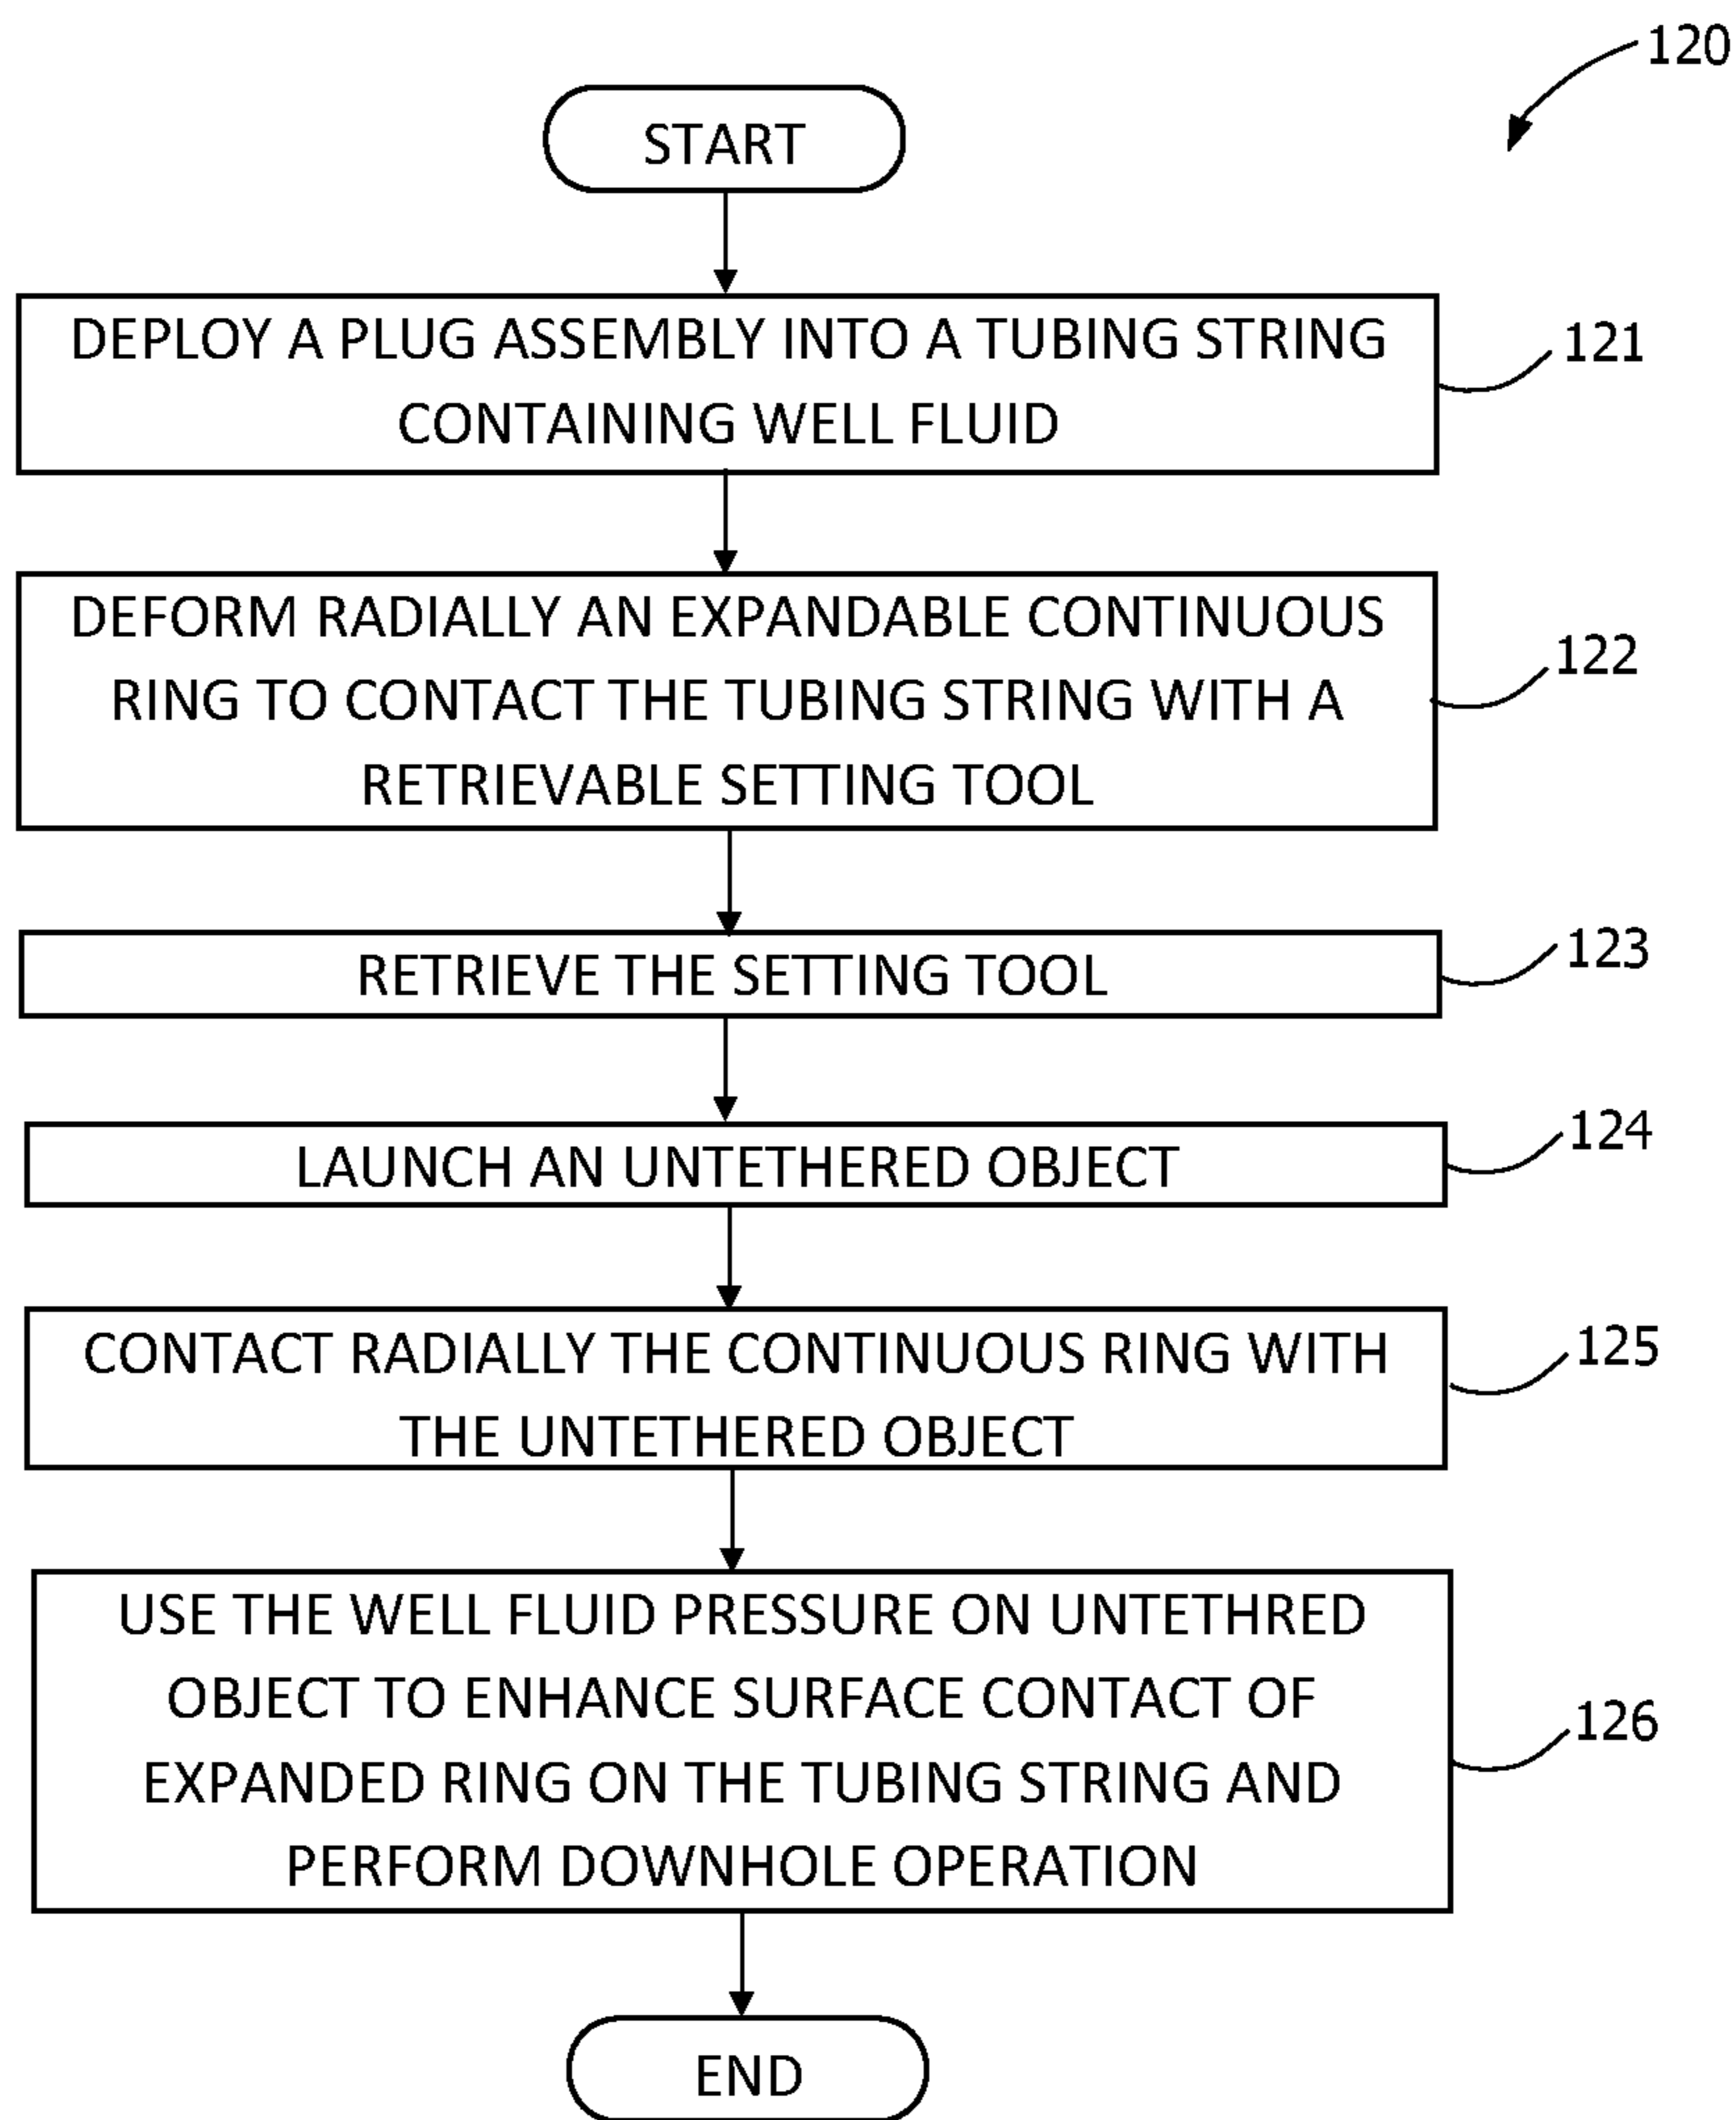 120
START
DEPLOY A PLUG ASSEMBLY INTO A TUBING STRING
CONTAINING WELL FLUID
121
DEFORM RADIALLY AN EXPANDABLE CONTINUOUS
RING TO CONTACT THE TUBING STRING WITH A
RETRIEVABLE SETTING TOOL
122
RETRIEVE THE SETTING TOOL
123
LAUNCH AN UNTETHERED OBJECT
124
CONTACT RADIALLY THE CONTINUOUS RING WITH
THE UNTETHERED OBJECT
125
USE THE WELL FLUID PRESSURE ON UNTETHRED
OBJECT TO ENHANCE SURFACE CONTACT OF
EXPANDED RING ON THE TUBING STRING AND
PERFORM DOWNHOLE OPERATION
126
END